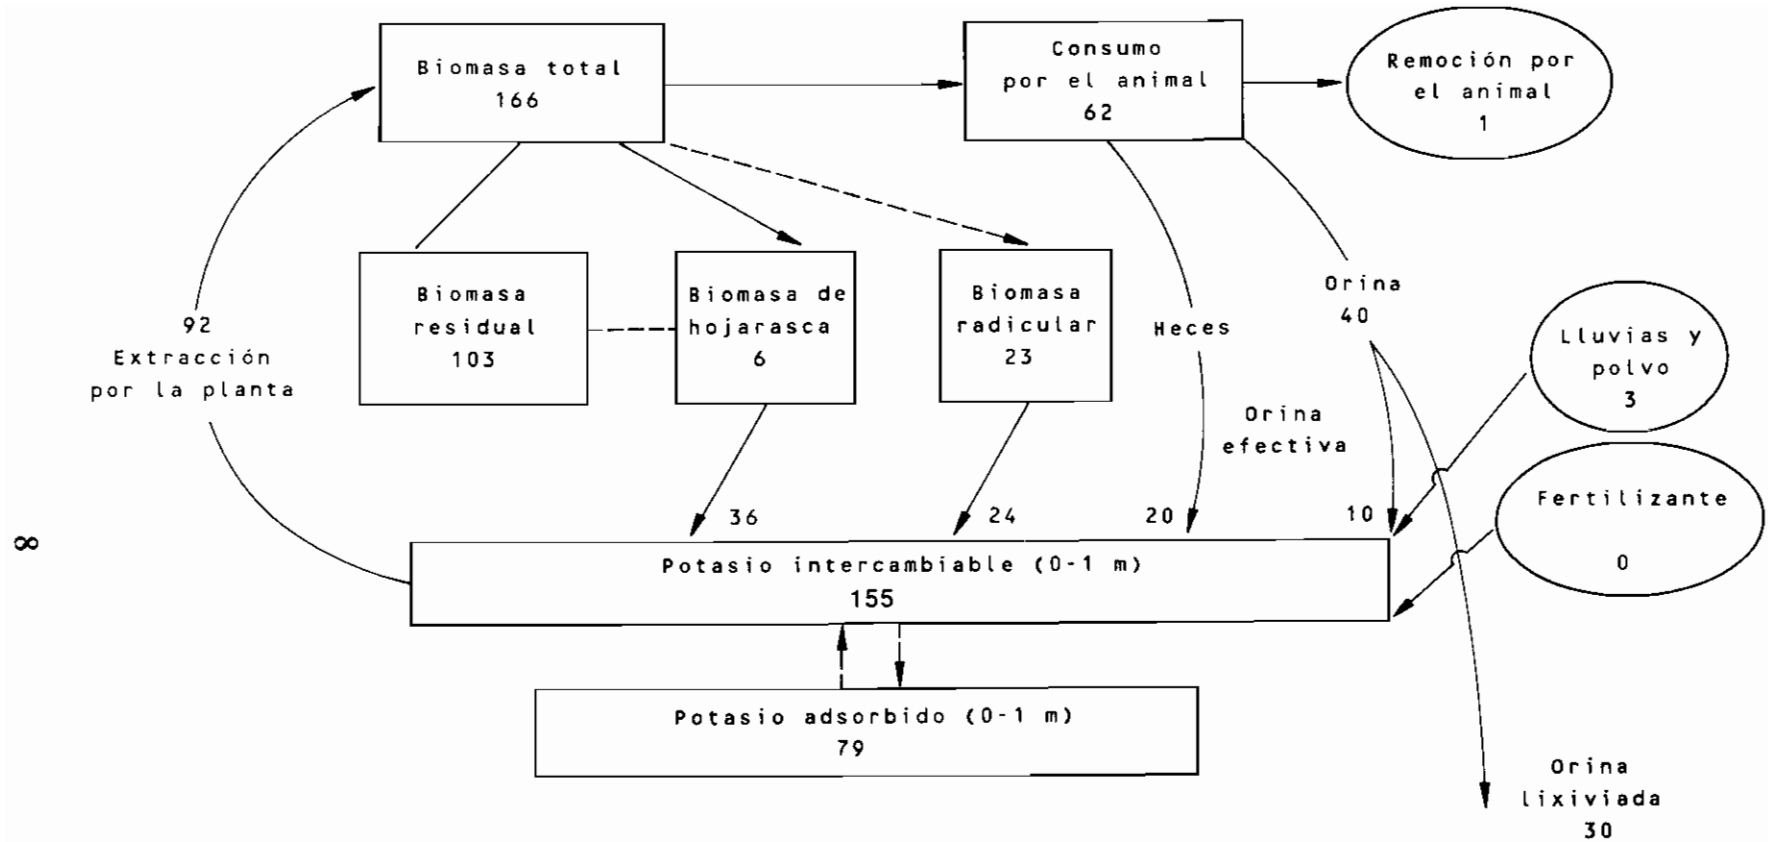 Biomasa total
166
Consumo
por el animal
62
Remoción por
el animal
1
92
Extracción
por la planta
Biomasa
residual
103
Biomasa de
hojarasca
6
Biomasa
radicular
23
Heces
Orina
40
Orina
efectiva
Lluvias y
polvo
3
Fertilizante
0
36
24
20
10
Potasio intercambiable (0-1 m)
155
Potasio adsorbido (0-1 m)
79
Orina
lixiviada
30
8